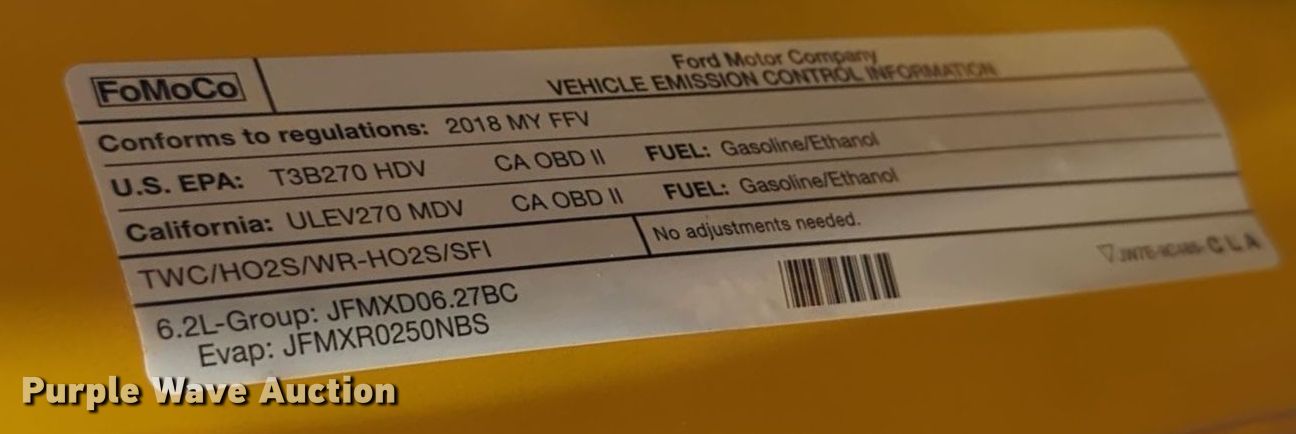 FoMoCo
Ford Motor Company
VEHICLE EMISSION CONTROL INFORMATION
Conforms to regulations: 2018 MY FFV
U.S. EPA: T3B270 HDV CA OBD II FUEL: Gasoline/Ethanol
California: ULEV270 MDV CA OBD II FUEL: Gasoline/Ethanol
TWC/HO2S/WR-HO2S/SFI
No adjustments needed.
6.2L-Group: JFMXD06.27BC
Evap: JFMXR0250NBS
CLA
Purple Wave Auction